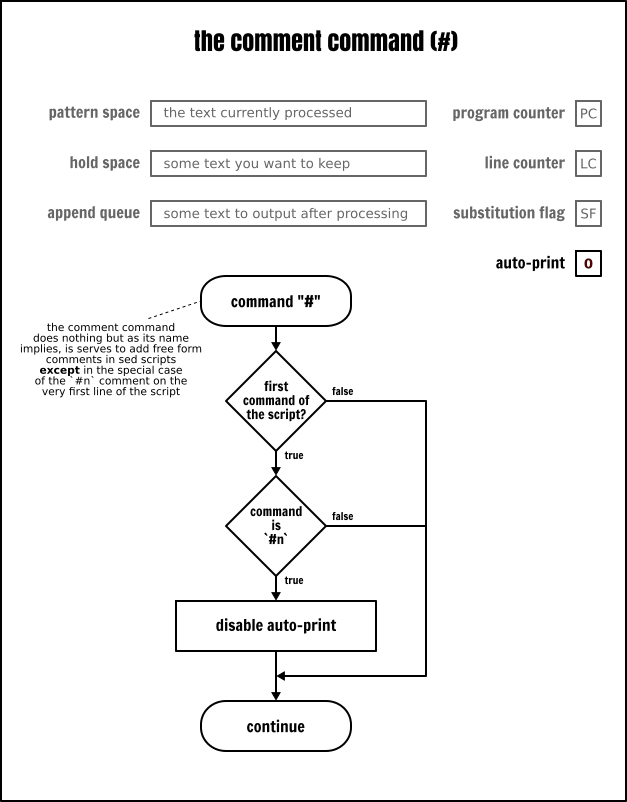 the comment command (#)
pattern space
the text currently processed
program counter
PC
hold space
some text you want to keep
line counter
LC
append queue
some text to output after processing
substitution flag
SF
auto-print
0
command "#"
the comment command
does nothing but as its name
implies, is serves to add free form
comments in sed scripts
except in the special case
of the `#n` comment on the
very first line of the script
first
command of
the script?
false
true
command
is
`#n`
false
true
disable auto-print
continue